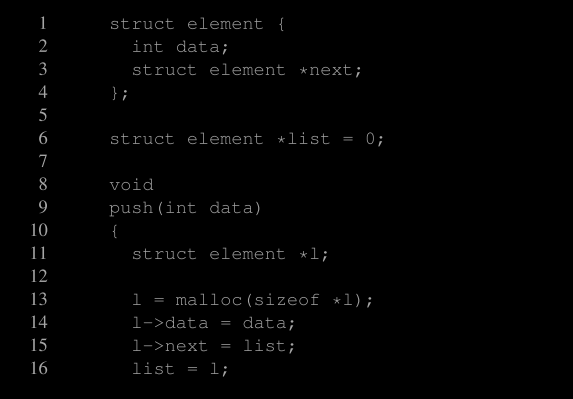 1 struct element {
2 int data;
3 struct element *next;
4 };
5
6 struct element *list = 0;
7
8 void
9 push(int data)
10 {
11 struct element *l;
12
13 l = malloc(sizeof *l);
14 l->data = data;
15 l->next = list;
16 list = l;